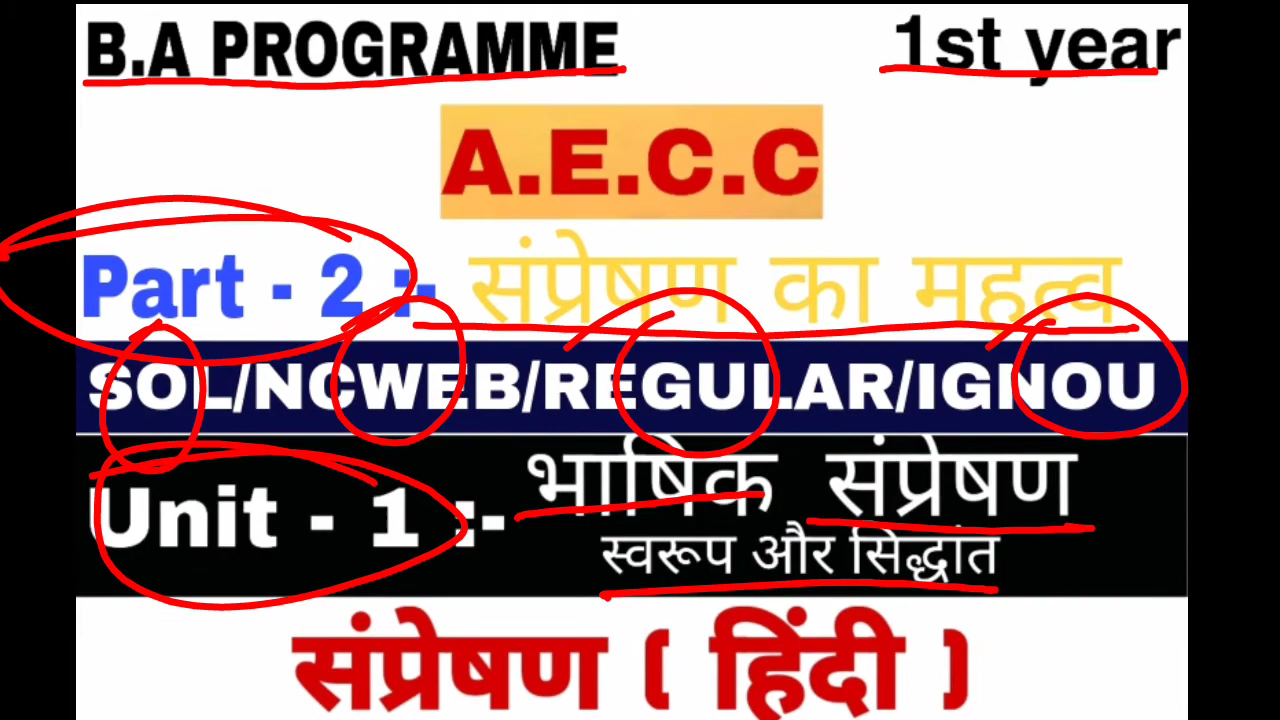 B.A PROGRAMME 1st year
A.E.C.C
Part - 2 :- संप्रेषण का महत्व
SOL/NCWEB/REGULAR/IGNOU
Unit - 1 :- भाषिक संप्रेषण
स्वरूप और सिद्धांत
संप्रेषण ( हिंदी )